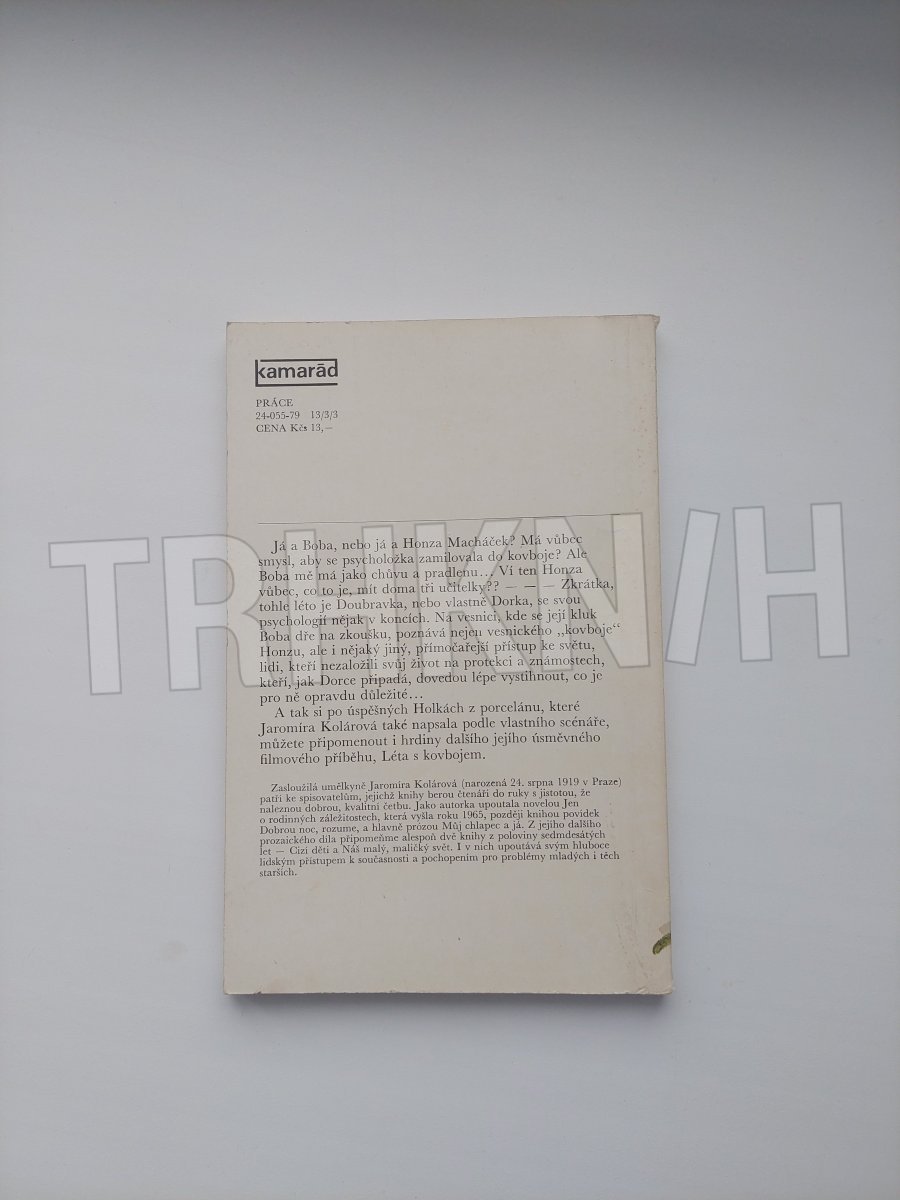 kamarād
PRÁCE
24-055-79 13/3/3
CENA Kčs 13,—
Já a Boba, nebo já a Honza Macháček? Má vůbec
smysl, aby se psycholožka zamilovala do kovboje? Ale
Boba mě má jako chůvu a pradlenu... Ví ten Honza
vůbec, co to je, mít doma tři učitelky?? — — — Zkrátka,
tohle léto je Doubravka, nebo vlastně Dorka, se svou
psychologií nějak v koncích. Na vesnici, kde se její kluk
Boba dře na zkoušku, poznává nejen vesnického „kovboje“
Honzu, ale i nějaký jiný, přímočařejší přístup ke světu,
lidi, kteří nezaložili svůj život na protekci a známostech,
kteří, jak Dorce připadá, dovedou lépe vystihnout, co je
pro ně opravdu důležité...
A tak si po úspěšných Holkách z porcelánu, které
Jaromíra Kolárová také napsala podle vlastního scénáře,
můžete připomenout i hrdiny dalšího jejího úsměvného
filmového příběhu, Léta s kovbojem.
Zasloužilá umělkyně Jaromíra Kolárová (narozená 24. srpna 1919 v Praze)
patří ke spisovatelům, jejichž knihy berou čtenáři do ruky s jistotou, že
naleznou dobrou, kvalitní četbu. Jako autorka upoutala novelou Jen
o rodinných záležitostech, která vyšla roku 1965, později knihou povídek
Dobrou noc, rozume, a hlavně prózou Můj chlapec a já. Z jejího dalšího
prozaického díla připomeňme alespoň dvě knihy z poloviny sedmdesátých
let — Cizí děti a Náš malý, maličký svět. I v nich upoutává svým hluboce
lidským přístupem k současnosti a pochopením pro problémy mladých i těch
starších.
TRHKNIH